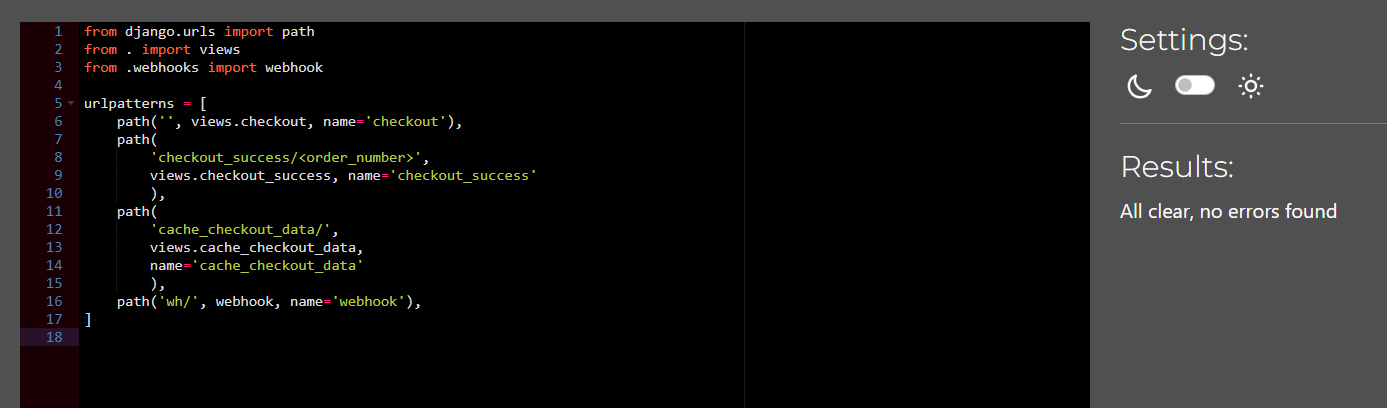 1 from django.urls import path
2 from . import views
3 from .webhooks import webhook
4
5 urlpatterns = [
6     path('', views.checkout, name='checkout'),
7     path(
8         'checkout_success/<order_number>',
9         views.checkout_success, name='checkout_success'
10         ),
11     path(
12         'cache_checkout_data/',
13         views.cache_checkout_data,
14         name='cache_checkout_data'
15         ),
16     path('wh/', webhook, name='webhook'),
17 ]
18
Settings:
Results:
All clear, no errors found